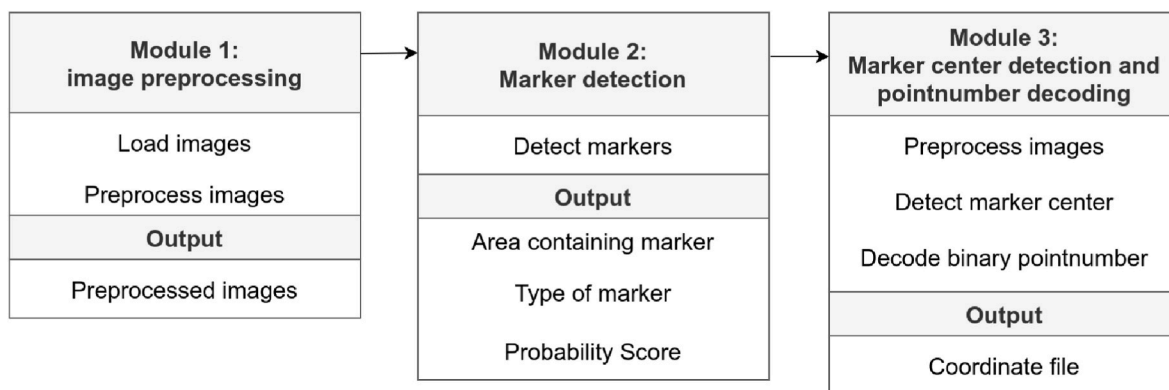 Module 1:
image preprocessing
Load images
Preprocess images
Output
Preprocessed images
Module 2:
Marker detection
Detect markers
Output
Area containing marker
Type of marker
Probability Score
Module 3:
Marker center detection and
pointnumber decoding
Preprocess images
Detect marker center
Decode binary pointnumber
Output
Coordinate file